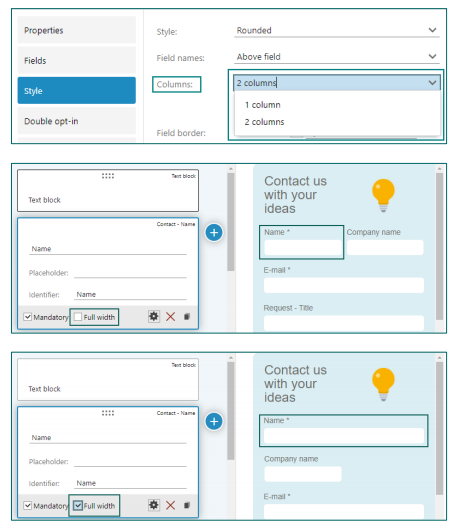 Properties
Fields
Style
Double opt-in
Style: Rounded
Field names: Above field
Columns: 2 columns
1 column
2 columns
Field border:
Text block
Text block
Contact - Name
Name
Placeholder:
Identifier: Name
Mandatory Full width
Contact us
with your
ideas
Name * Company name
E-mail *
Request - Title
Text block
Text block
Contact - Name
Name
Placeholder:
Identifier: Name
Mandatory Full width
Contact us
with your
ideas
Name *
Company name
E-mail *